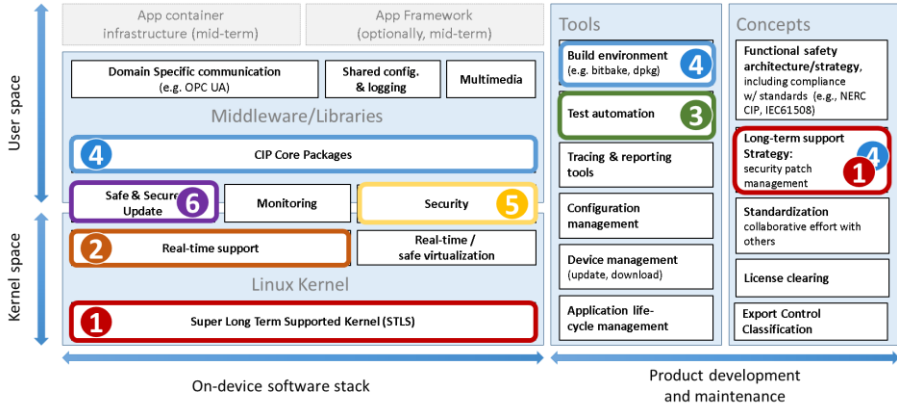 App container
infrastructure (mid-term)
App Framework
(optionally, mid-term)
Tools
Concepts
User space
Domain Specific communication
(e.g. OPC UA)
Shared config.
& logging
Multimedia
Middleware/Libraries
4
CIP Core Packages
Safe & Secure
Update
6
Monitoring
Security
5
Kernel space
2
Real-time support
Real-time /
safe virtualization
Linux Kernel
1
Super Long Term Supported Kernel (STLS)
On-device software stack
Build environment
(e.g. bitbake, dpkg)
4
Test automation
3
Tracing & reporting
tools
Configuration
management
Device management
(update, download)
Application life-
cycle management
Functional safety
architecture/strategy,
including compliance
w/ standards (e.g., NERC
CIP, IEC61508)
Long-term support
Strategy:
security patch
management
4
1
Standardization
collaborative effort with
others
License clearing
Export Control
Classification
Product development
and maintenance